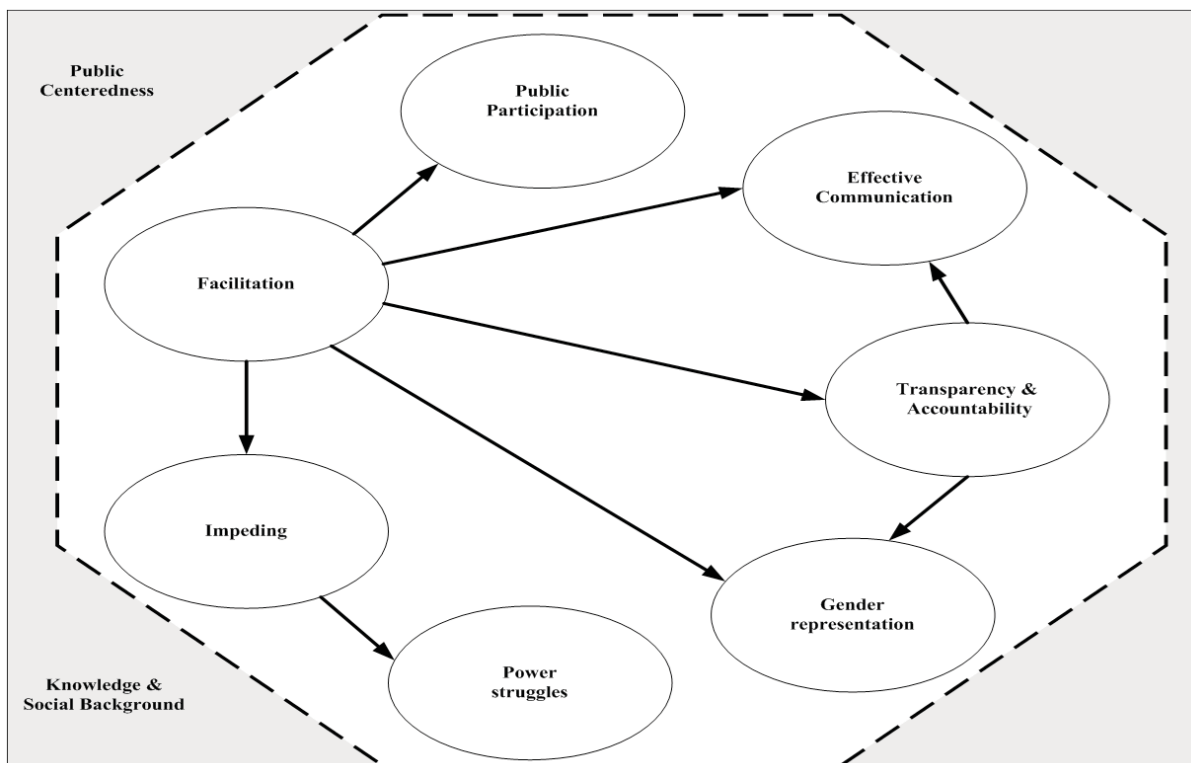 Public
Centeredness
Public
Participation
Effective
Communication
Facilitation
Transparency &
Accountability
Impeding
Gender
representation
Power
struggles
Knowledge &
Social Background